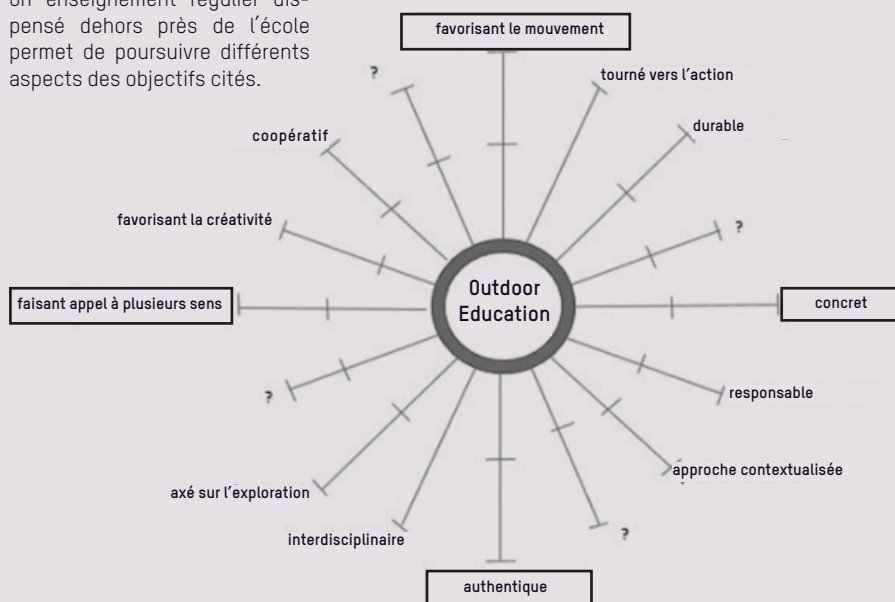 un enseignement régulier dis-
pensé dehors près de l'école
permet de poursuivre différents
aspects des objectifs cités.
favorisant le mouvement
?
tourné vers l'action
coopératif
durable
favorisant la créativité
?
faisant appel à plusieurs sens
Outdoor
Education
concret
?
responsable
approche contextualisée
axé sur l'exploration
interdisciplinaire
?
authentique